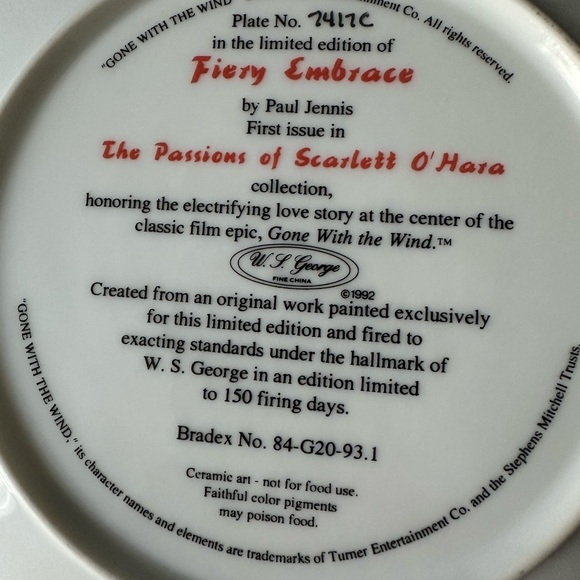 "GONE WITH THE WIND
inment Co. All rights reserved.
Plate No. 7417C
in the limited edition of
Fiery Embrace
by Paul Jennis
First issue in
The Passions of Scarlett O'Hara
collection,
honoring the electrifying love story at the center of the
classic film epic, Gone With the Wind.™
W. S. George
FINE CHINA
©1992
Created from an original work painted exclusively
for this limited edition and fired to
exacting standards under the hallmark of
W. S. George in an edition limited
to 150 firing days.
Bradex No. 84-G20-93.1
Ceramic art - not for food use.
Faithful color pigments
may poison food.
"GONE WITH THE WIND," its character names and elements are trademarks of Turner Entertainment Co. and the Stephens Mitchell Trusts.